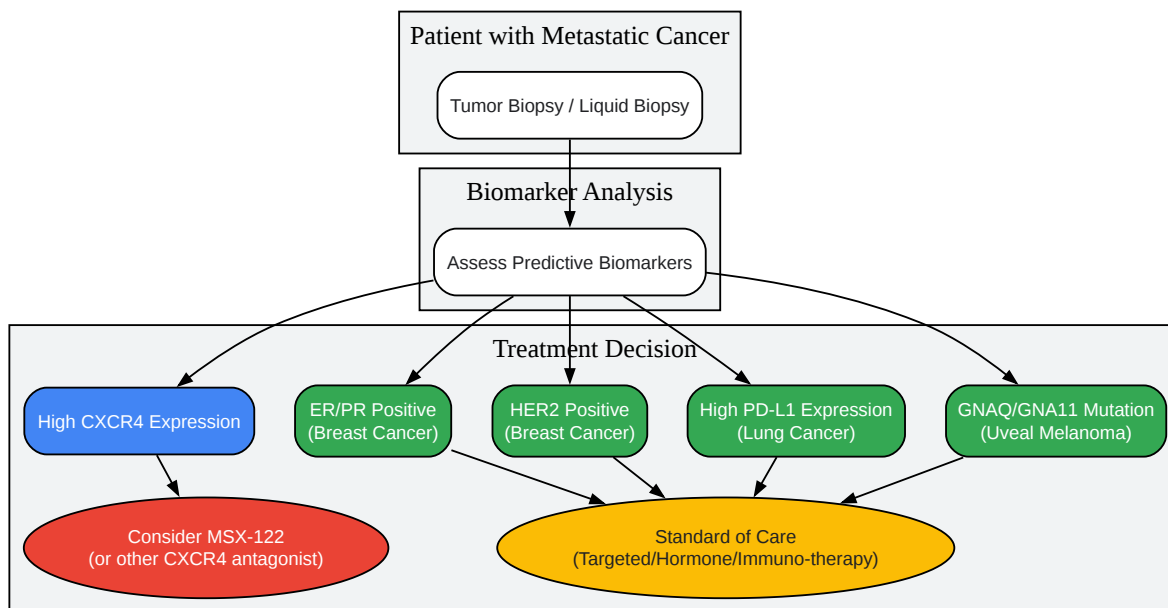 Patient with Metastatic Cancer
Tumor Biopsy / Liquid Biopsy
Biomarker Analysis
Assess Predictive Biomarkers
Treatment Decision
High CXCR4 Expression
ER/PR Positive
(Breast Cancer)
HER2 Positive
(Breast Cancer)
High PD-L1 Expression
(Lung Cancer)
GNAQ/GNA11 Mutation
(Uveal Melanoma)
Consider MSX-122
(or other CXCR4 antagonist)
Standard of Care
(Targeted/Hormone/Immuno-therapy)